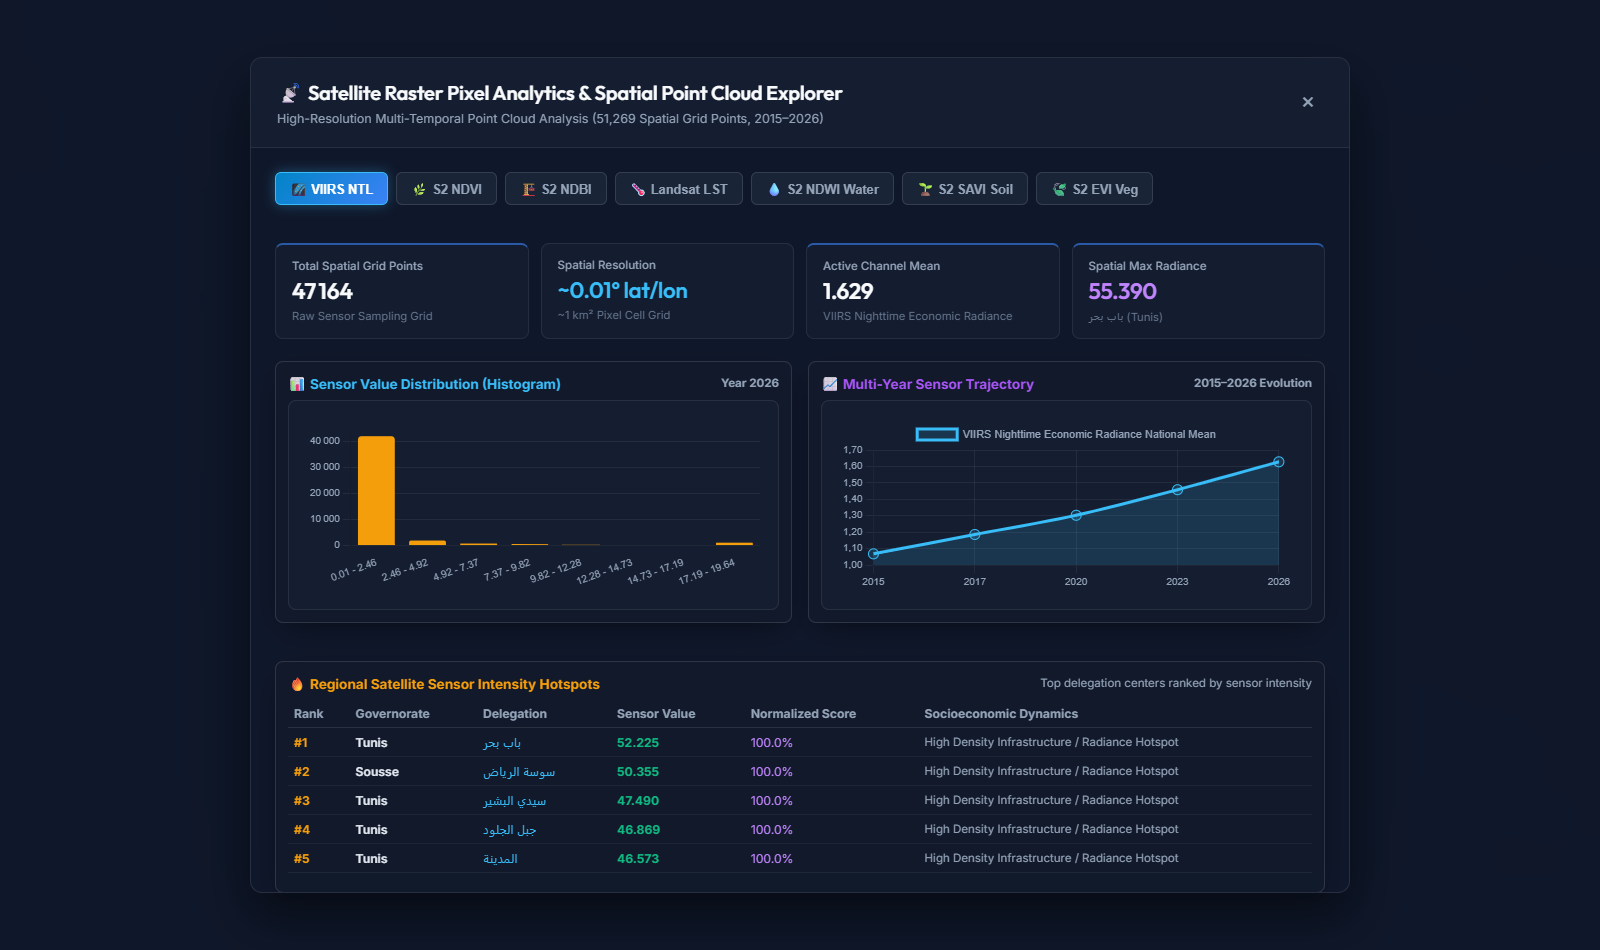 Satellite Raster Pixel Analytics & Spatial Point Cloud Explorer
High-Resolution Multi-Temporal Point Cloud Analysis (51,269 Spatial Grid Points, 2015–2026)
✕
VIIRS NTL
S2 NDVI
S2 NDBI
Landsat LST
S2 NDWI Water
S2 SAVI Soil
S2 EVI Veg
Total Spatial Grid Points
47 164
Raw Sensor Sampling Grid
Spatial Resolution
~0.01° lat/lon
~1 km² Pixel Cell Grid
Active Channel Mean
1.629
VIIRS Nighttime Economic Radiance
Spatial Max Radiance
55.390
باب بحر (Tunis)
Sensor Value Distribution (Histogram)
Year 2026
40 000
30 000
20 000
10 000
0
0.01 - 2.46
2.46 - 4.92
4.92 - 7.37
7.37 - 9.82
9.82 - 12.28
12.28 - 14.73
14.73 - 17.19
17.19 - 19.64
Multi-Year Sensor Trajectory
2015–2026 Evolution
VIIRS Nighttime Economic Radiance National Mean
1,70
1,60
1,50
1,40
1,30
1,20
1,10
1,00
2015
2017
2020
2023
2026
Regional Satellite Sensor Intensity Hotspots
Top delegation centers ranked by sensor intensity
Rank Governorate Delegation Sensor Value Normalized Score Socioeconomic Dynamics
#1 Tunis باب بحر 52.225 100.0% High Density Infrastructure / Radiance Hotspot
#2 Sousse سوسة الرياض 50.355 100.0% High Density Infrastructure / Radiance Hotspot
#3 Tunis سيدي البشير 47.490 100.0% High Density Infrastructure / Radiance Hotspot
#4 Tunis جبل الجلود 46.869 100.0% High Density Infrastructure / Radiance Hotspot
#5 Tunis المدينة 46.573 100.0% High Density Infrastructure / Radiance Hotspot